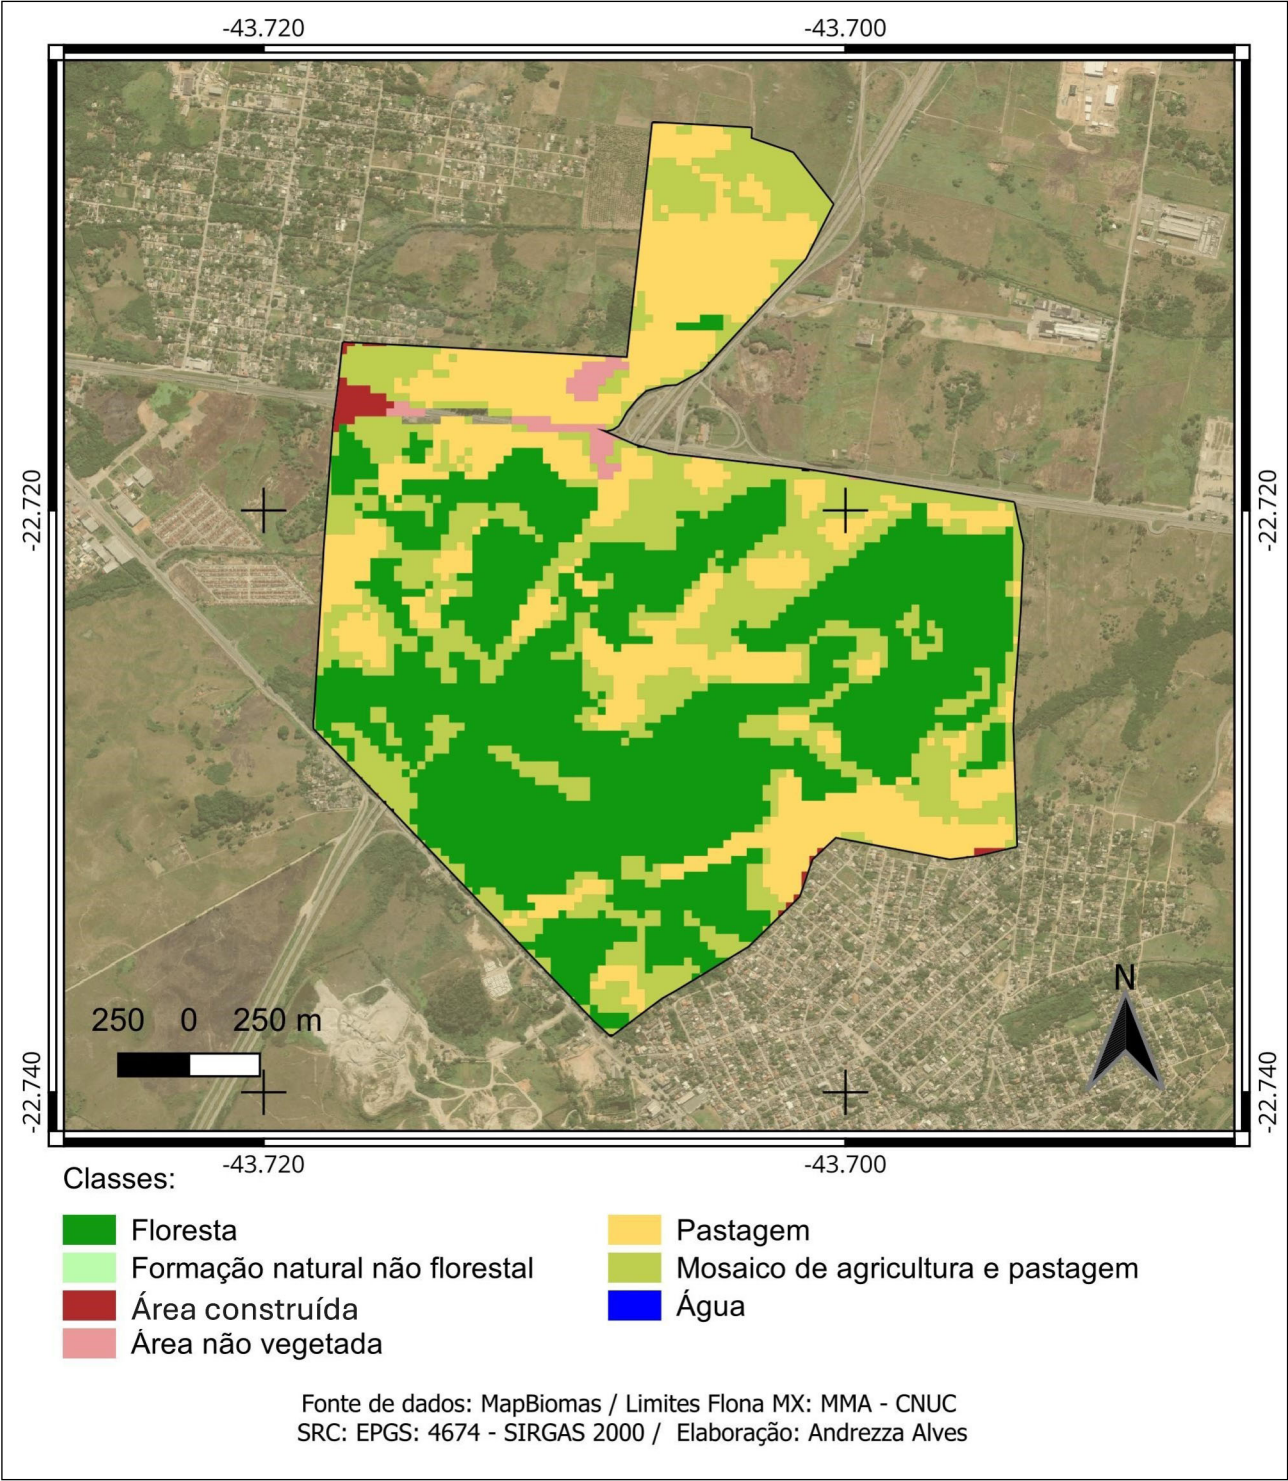 -43.720 -43.700
-22.720 -22.720
N
250 0 250 m
-22.740 -22.740
-43.720 -43.700
Classes:
Floresta
Formação natural não florestal
Área construída
Área não vegetada
Pastagem
Mosaico de agricultura e pastagem
Água
Fonte de dados: MapBiomas / Limites Flona MX: MMA - CNUC
SRC: EPGS: 4674 - SIRGAS 2000 / Elaboração: Andrezza Alves